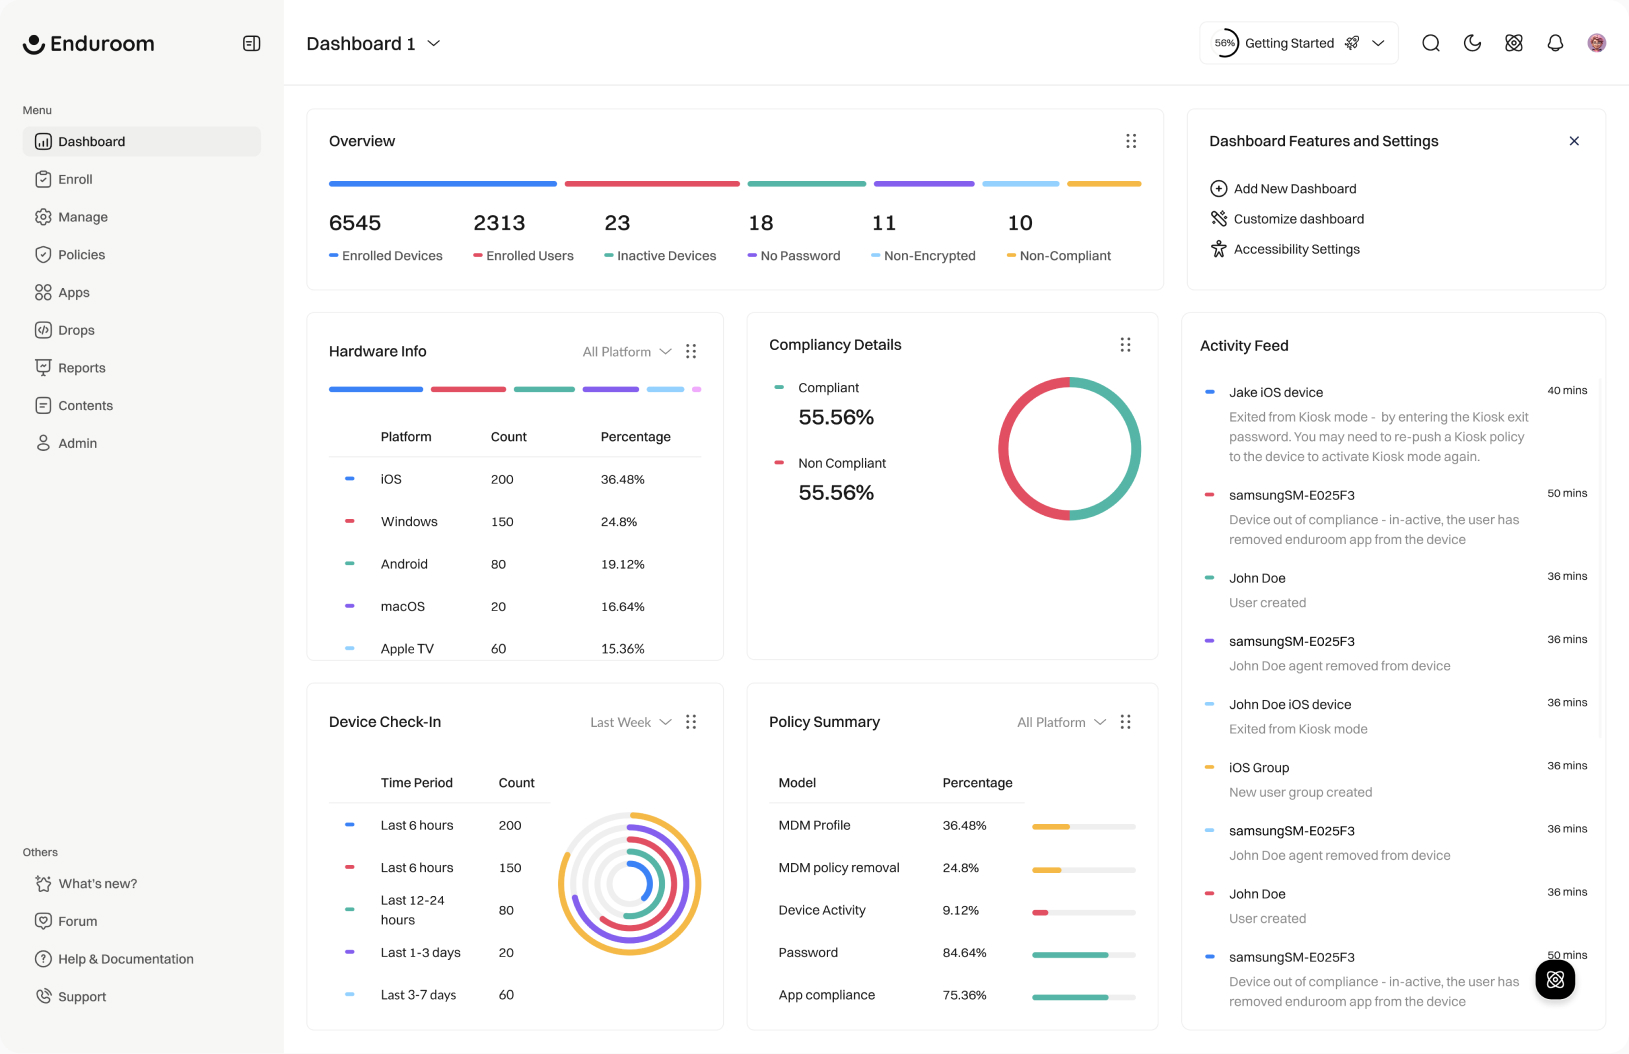 Enduroom
Menu
Dashboard
Enroll
Manage
Policies
Apps
Drops
Reports
Contents
Admin
Others
What's new?
Forum
Help & Documentation
Support
Dashboard 1
56%
Getting Started
Overview
6545
Enrolled Devices
2313
Enrolled Users
23
Inactive Devices
18
No Password
11
Non-Encrypted
10
Non-Compliant
Dashboard Features and Settings
Add New Dashboard
Customize dashboard
Accessibility Settings
Hardware Info
All Platform
Platform Count Percentage
iOS 200 36.48%
Windows 150 24.8%
Android 80 19.12%
macOS 20 16.64%
Apple TV 60 15.36%
Compliancy Details
Compliant
55.56%
Non Compliant
55.56%
Device Check-In
Last Week
Time Period Count
Last 6 hours 200
Last 6 hours 150
Last 12-24
hours 80
Last 1-3 days 20
Last 3-7 days 60
Policy Summary
All Platform
Model Percentage
MDM Profile 36.48%
MDM policy removal 24.8%
Device Activity 9.12%
Password 84.64%
App compliance 75.36%
Activity Feed
Jake iOS device 40 mins
Exited from Kiosk mode - by entering the Kiosk exit
password. You may need to re-push a Kiosk policy
to the device to activate Kiosk mode again.
samsungSM-E025F3 50 mins
Device out of compliance - in-active, the user has
removed enduroom app from the device
John Doe 36 mins
User created
samsungSM-E025F3 36 mins
John Doe agent removed from device
John Doe iOS device 36 mins
Exited from Kiosk mode
iOS Group 36 mins
New user group created
samsungSM-E025F3 36 mins
John Doe agent removed from device
John Doe 36 mins
User created
samsungSM-E025F3 50 mins
Device out of compliance - in-active, the user has
removed enduroom app from the device